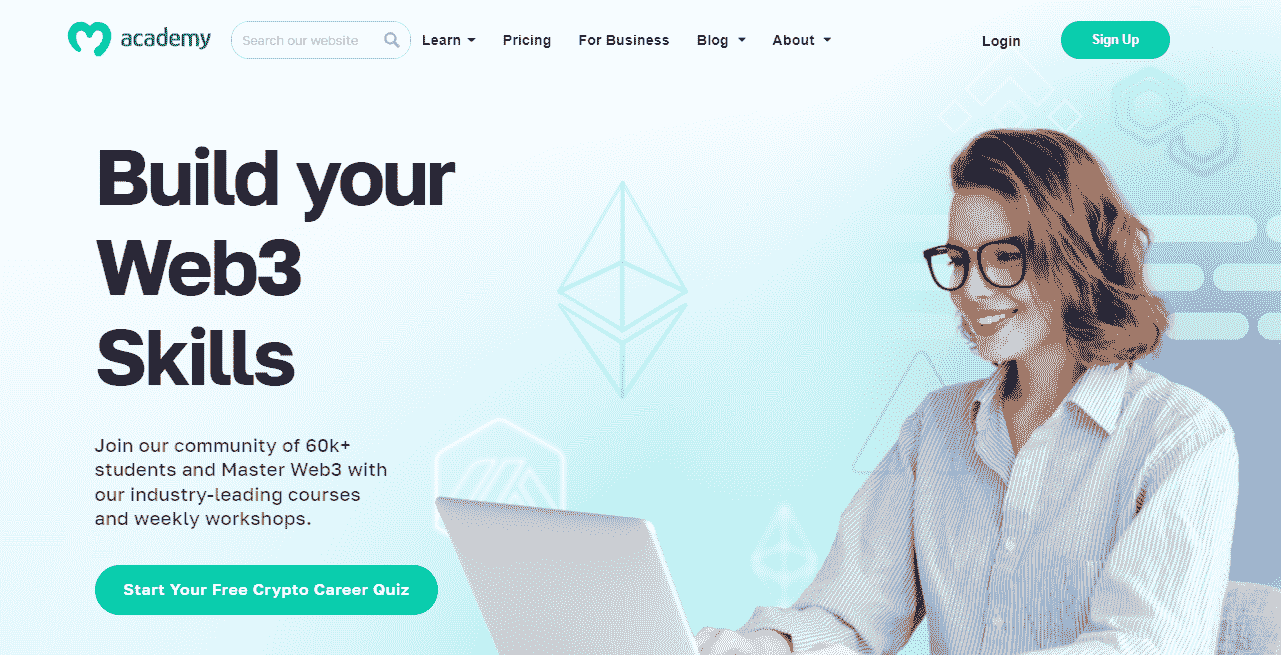 academy
Search our website
Learn
Pricing
For Business
Blog
About
Login
Sign Up
Build your
Web3
Skills
Join our community of 60k+
students and Master Web3 with
our industry-leading courses
and weekly workshops.
Start Your Free Crypto Career Quiz